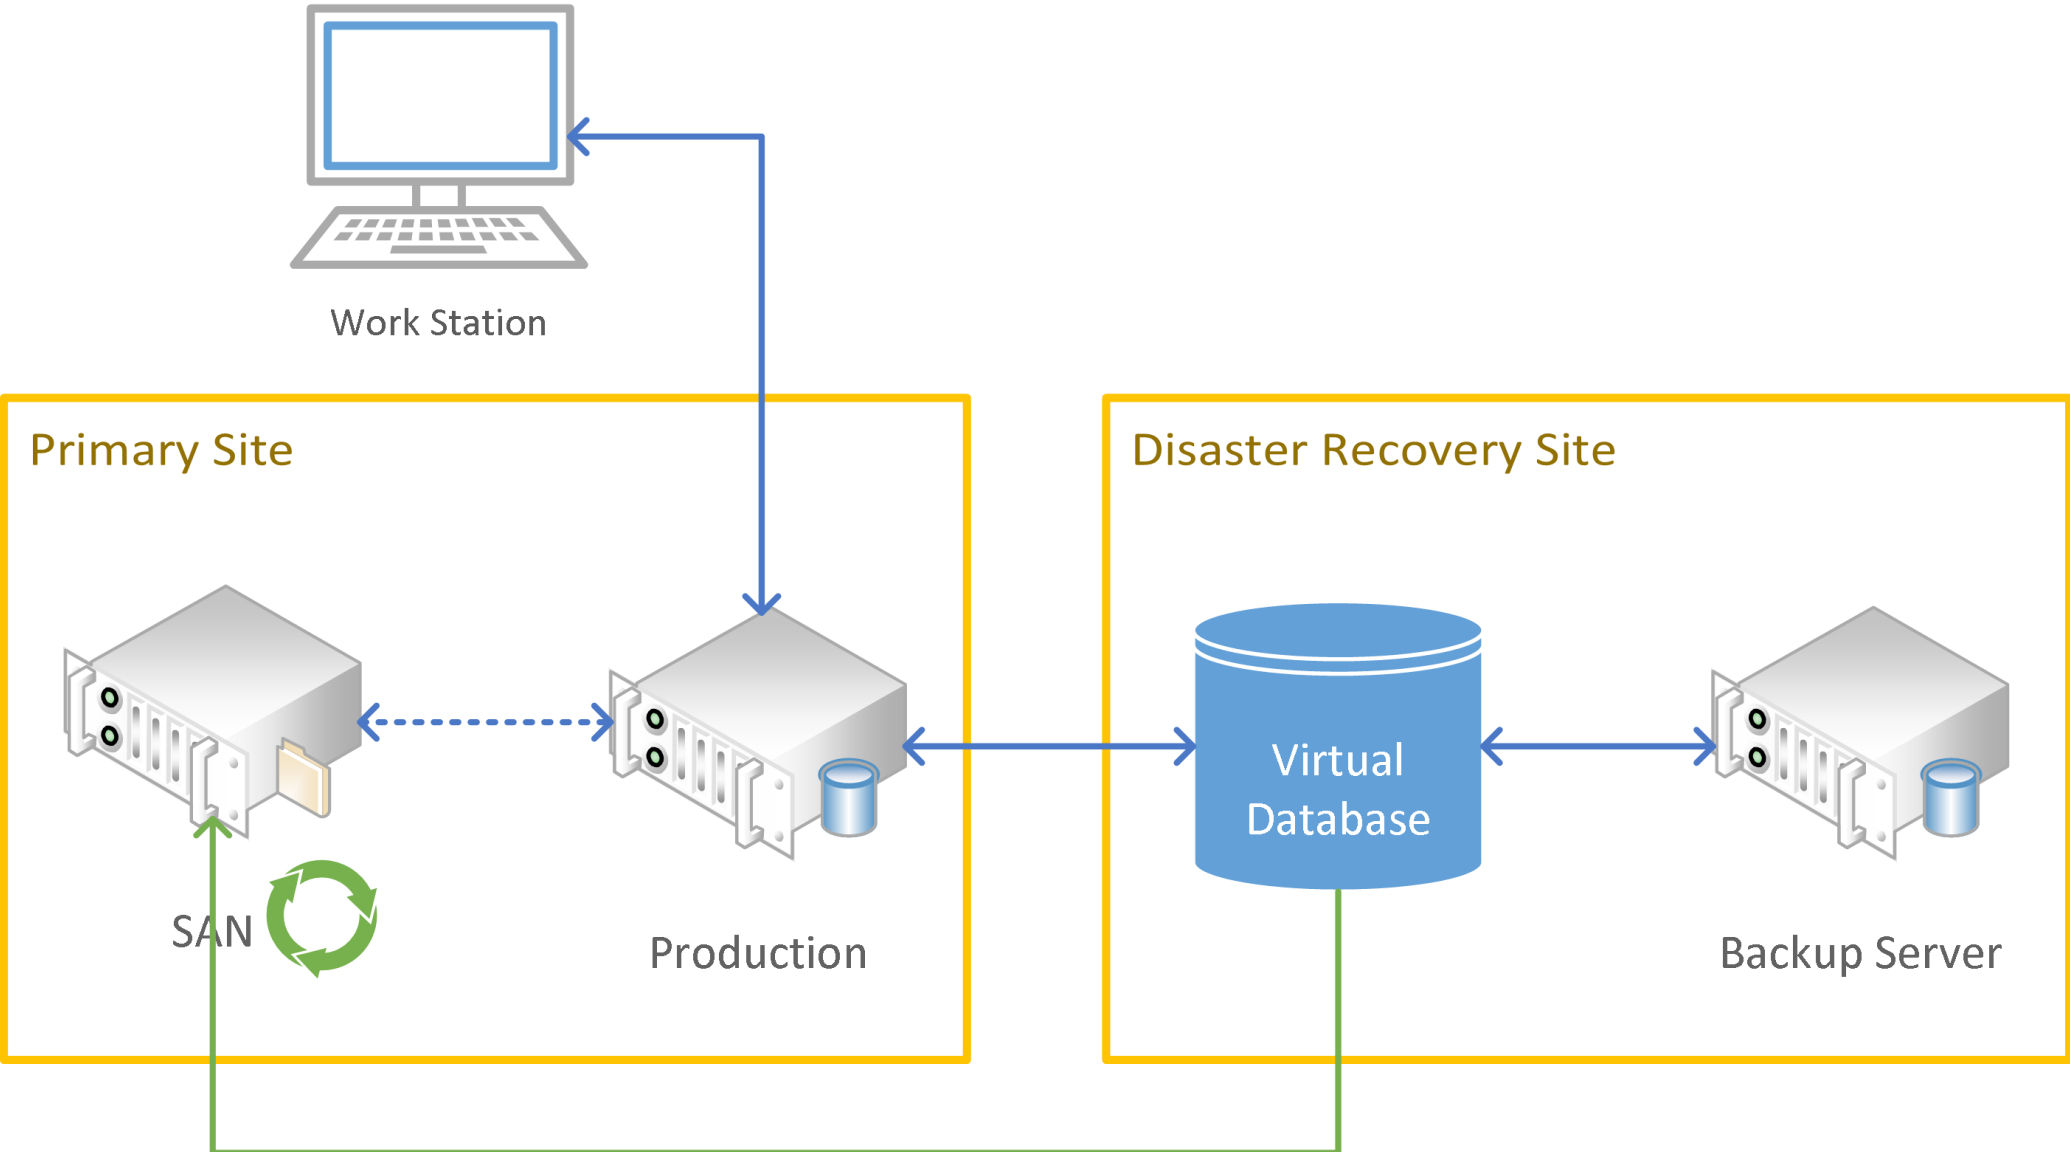 Work Station
Primary Site
Disaster Recovery Site
Virtual
Database
SAN
Production
Backup Server